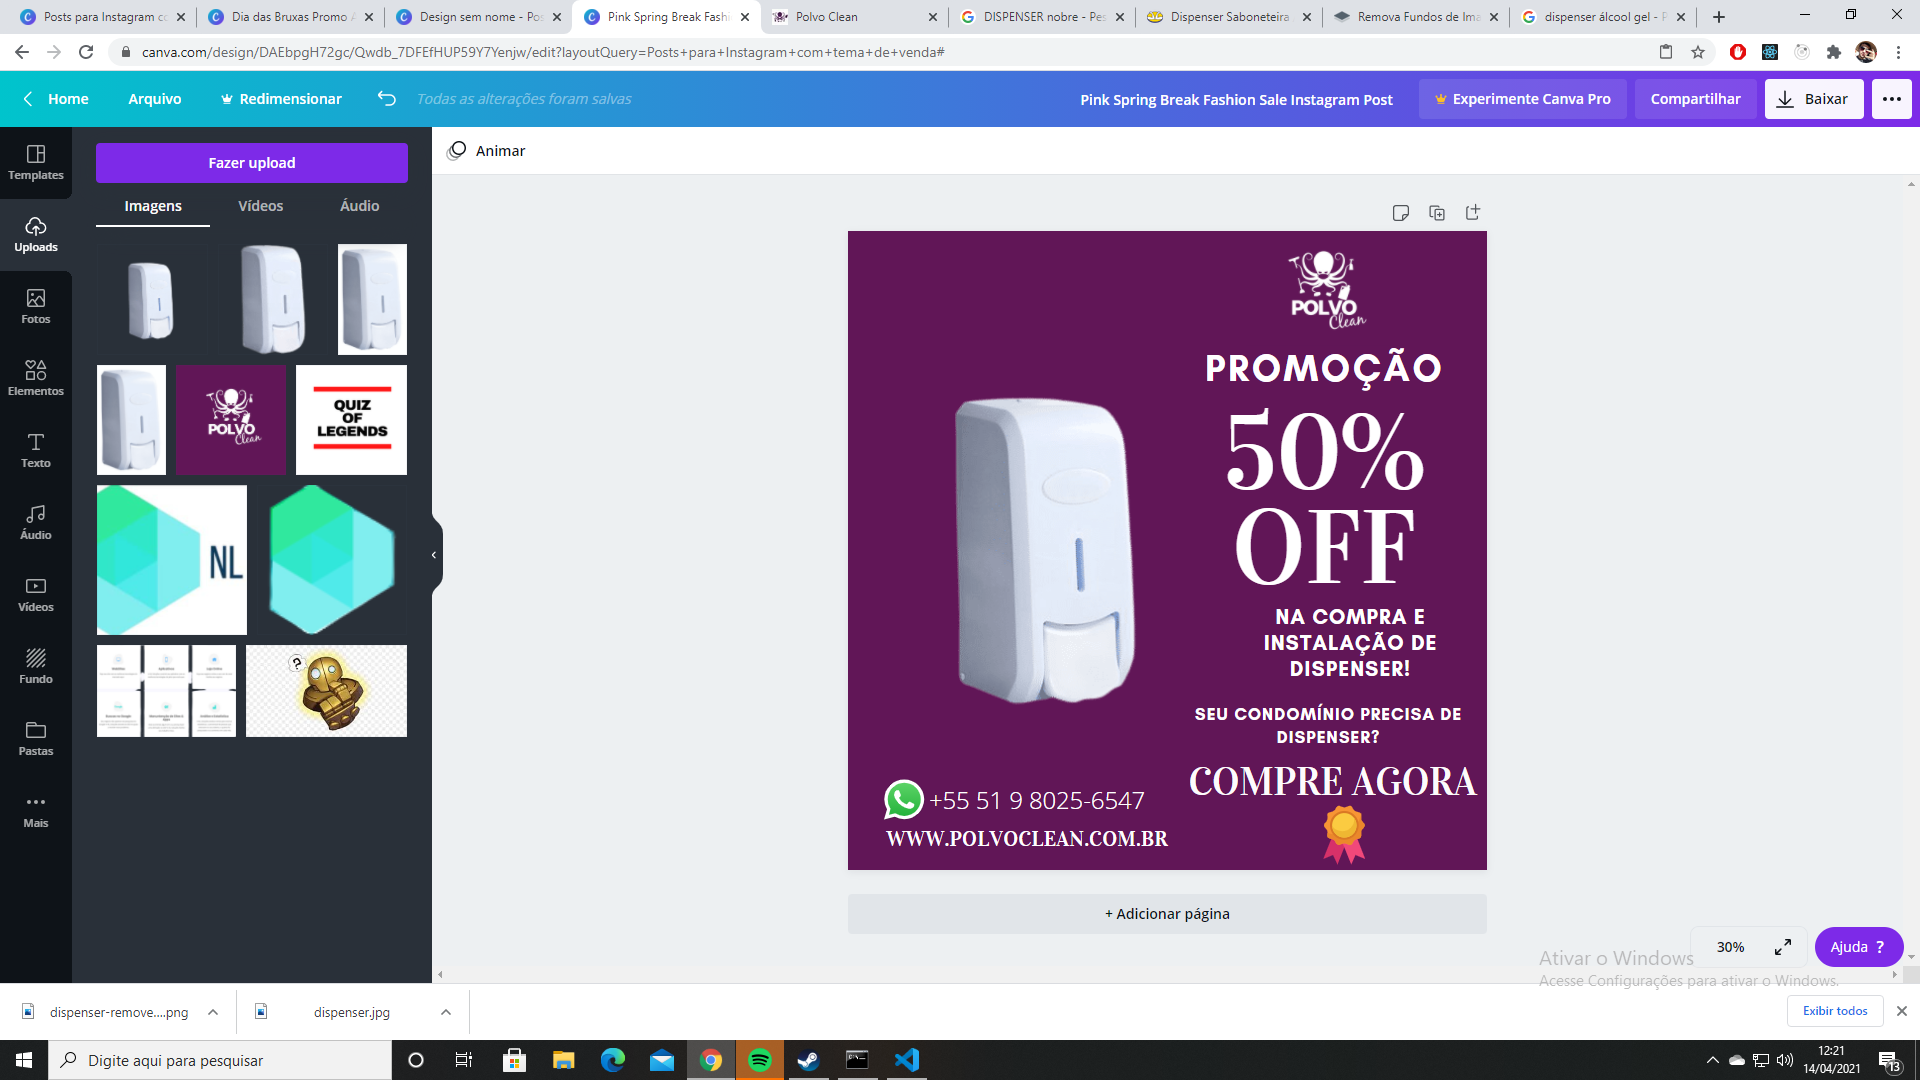 Posts para Instagram co
Dia das Bruxas Promo A
Design sem nome - Pos
Pink Spring Break Fashi
Polvo Clean
DISPENSER nobre - Pes
Dispenser Saboneteira
Remova Fundos de Ima
dispenser álcool gel - P
canva.com/design/DAEbpgH72gc/Qwdb_7DFEfHUP59Y7Yenjw/edit?layoutQuery=Posts+para+Instagram+com+tema+de+venda#
Home
Arquivo
Redimensionar
Todas as alterações foram salvas
Pink Spring Break Fashion Sale Instagram Post
Experimente Canva Pro
Compartilhar
Baixar
Templates
Uploads
Fotos
Elementos
Texto
Áudio
Vídeos
Fundo
Pastas
Mais
Fazer upload
Imagens
Vídeos
Áudio
POLVO
Clean
QUIZ
OF
LEGENDS
NL
Animar
POLVO
Clean
PROMOÇÃO
50%
OFF
NA COMPRA E
INSTALAÇÃO DE
DISPENSER!
SEU CONDOMÍNIO PRECISA DE
DISPENSER?
COMPRE AGORA
+55 51 9 8025-6547
WWW.POLVOCLEAN.COM.BR
+ Adicionar página
30%
Ajuda ?
Ativar o Windows
Acesse Configurações para ativar o Windows.
dispenser-remove....png
dispenser.jpg
Exibir todos
Digite aqui para pesquisar
12:21
14/04/2021
13